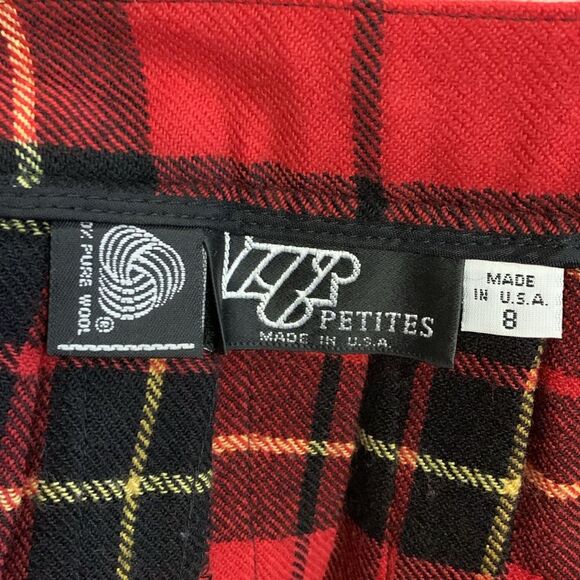 PURE WOOL
®
PETITES
MADE IN U.S.A.
MADE
IN U.S.A.
8